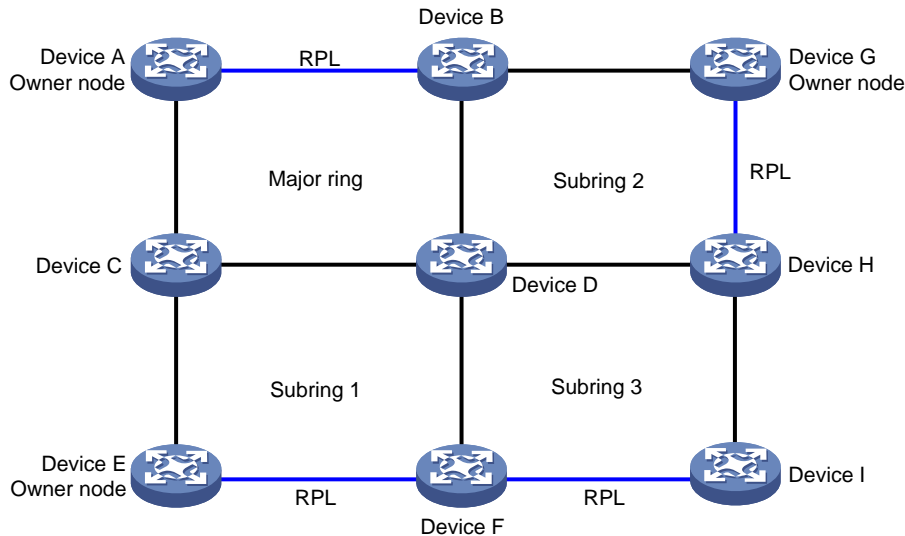 Device B
Device A
Owner node
RPL
Device G
Owner node
Major ring
Subring 2
RPL
Device C
Device D
Device H
Subring 1
Subring 3
Device E
Owner node
RPL
Device F
RPL
Device I